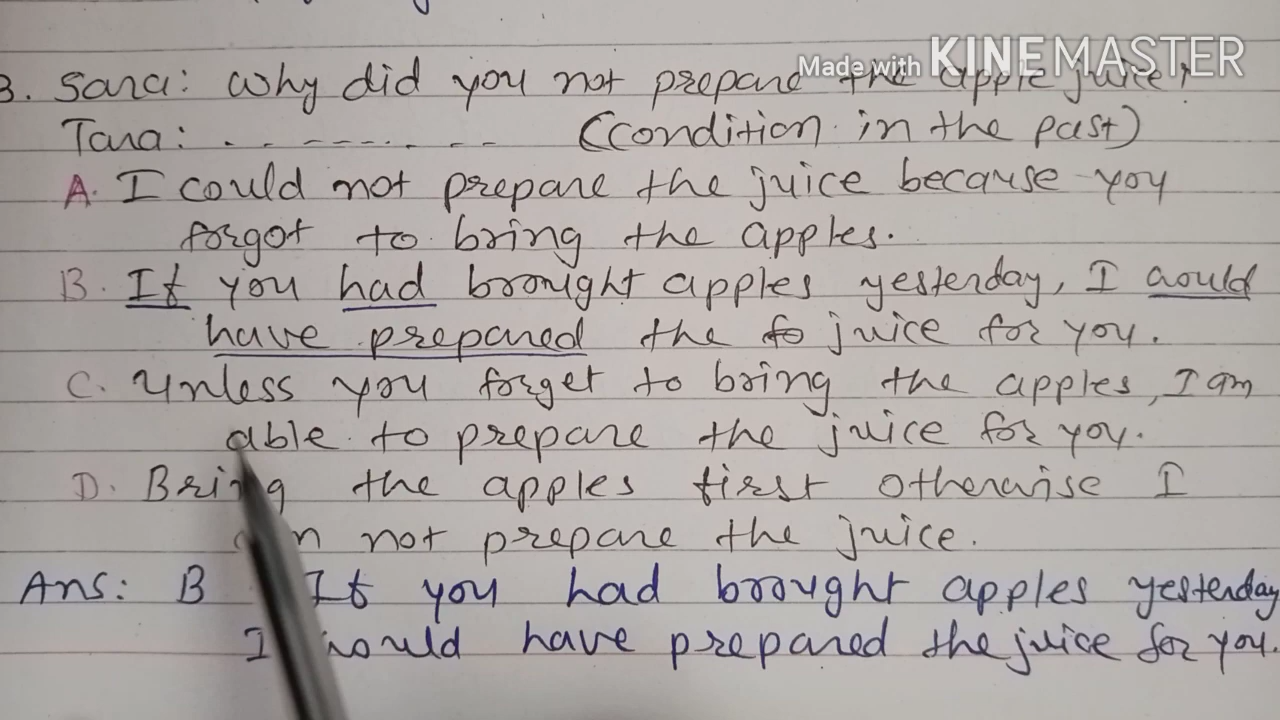 Made with KINEMASTER
3. Sara: Why did you not prepare the apple juice?
Tara: . . - - - - - . . - - (Condition in the past)
A. I could not prepare the juice because you
forgot to bring the apples.
B. If you had brought apples yesterday, I would
have prepared the juice for you.
C. Unless you forget to bring the apples, I am
able to prepare the juice for you.
D. Bring the apples first otherwise I
not prepare the juice.
Ans: B If you had brought apples yesterday
I would have prepared the juice for you.